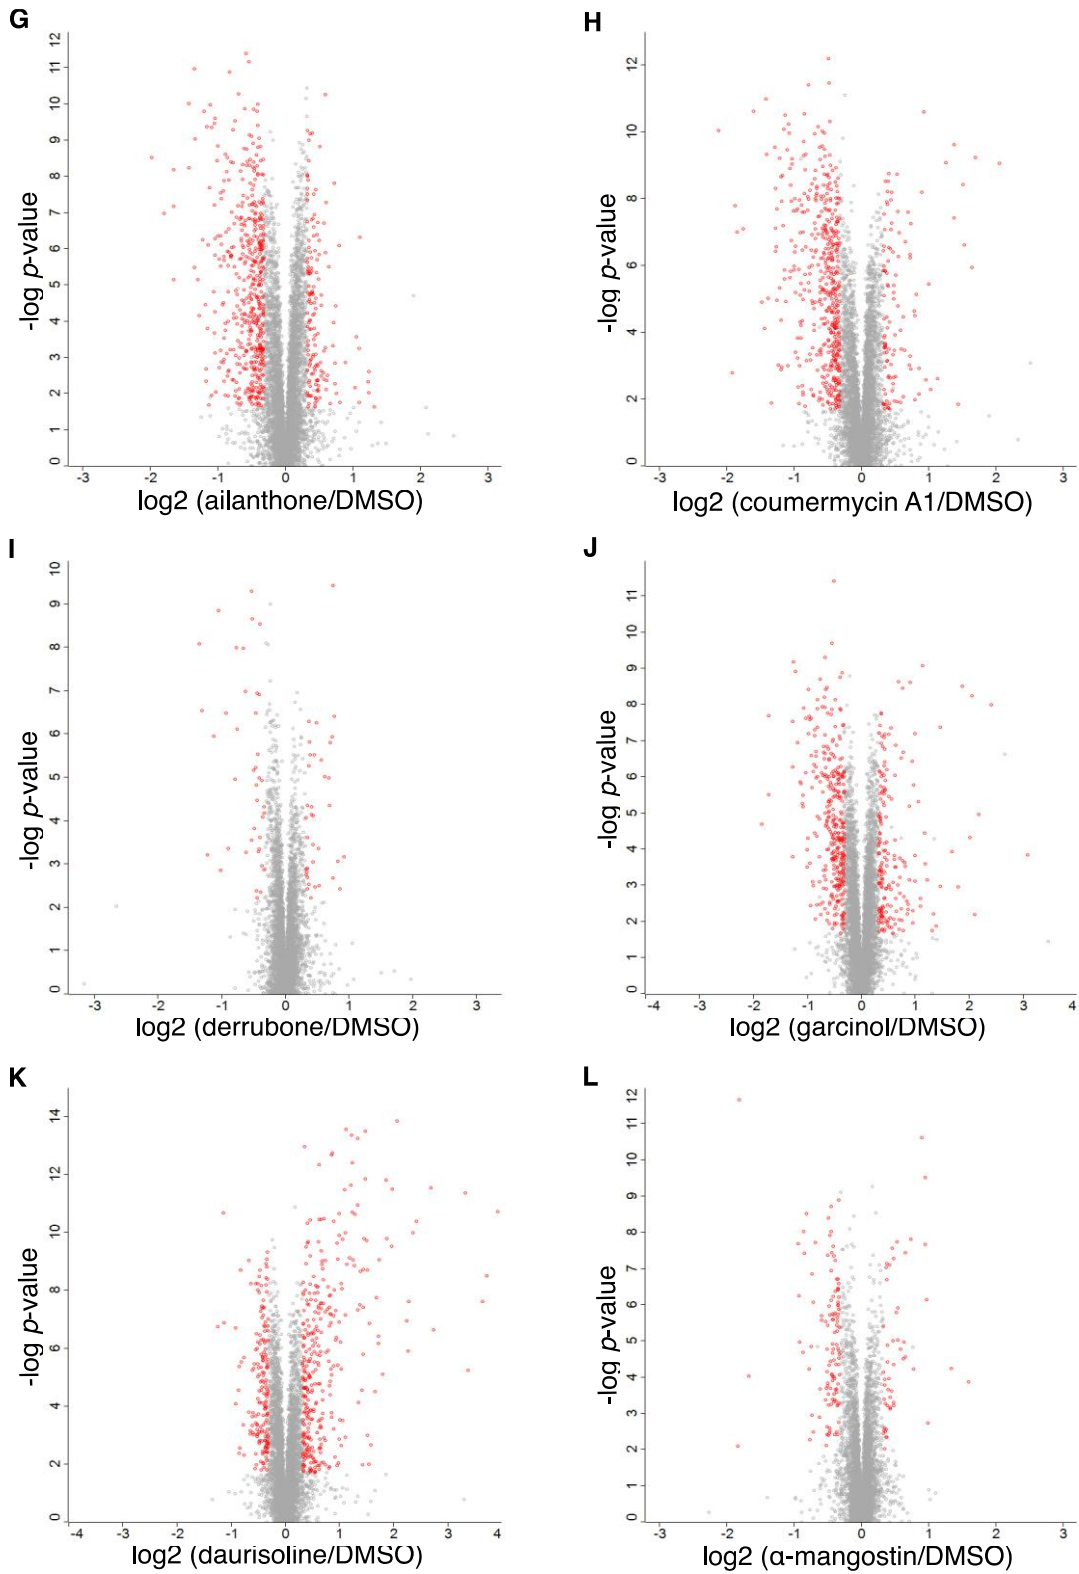 G
12
11
10
9
8
7
6
5
4
3
2
1
0
-log p-value
-3 -2 -1 0 1 2 3
log2 (ailanthone/DMSO)
H
12
10
8
6
4
2
0
-log p-value
-3 -2 -1 0 1 2 3
log2 (coumermycin A1/DMSO)
I
10
9
8
7
6
5
4
3
2
1
0
-log p-value
-3 -2 -1 0 1 2 3
log2 (derrubone/DMSO)
J
11
10
9
8
7
6
5
4
3
2
1
0
-log p-value
-4 -3 -2 -1 0 1 2 3 4
log2 (garcinol/DMSO)
K
14
12
10
8
6
4
2
0
-log p-value
-4 -3 -2 -1 0 1 2 3 4
log2 (daurisoline/DMSO)
L
12
11
10
9
8
7
6
5
4
3
2
1
0
-log p-value
-3 -2 -1 0 1 2 3
log2 (α-mangostin/DMSO)